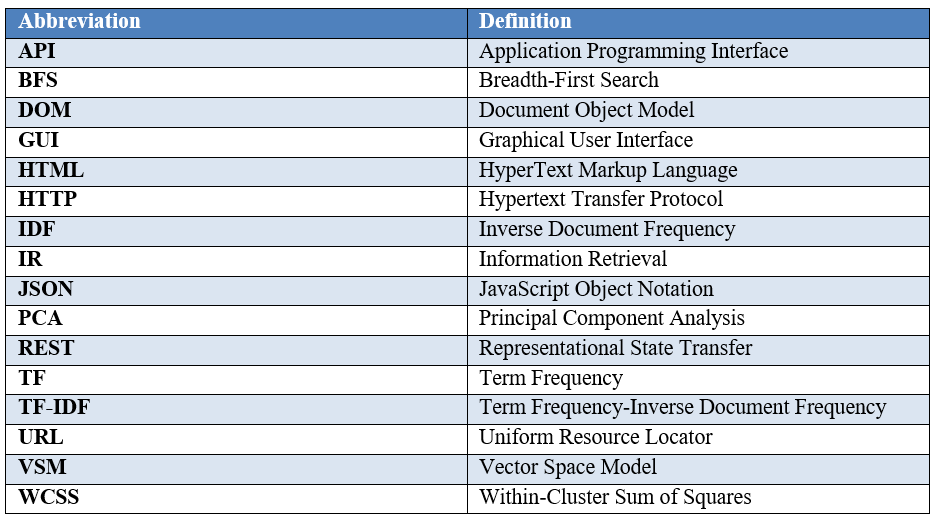 Abbreviation Definition
API Application Programming Interface
BFS Breadth-First Search
DOM Document Object Model
GUI Graphical User Interface
HTML HyperText Markup Language
HTTP Hypertext Transfer Protocol
IDF Inverse Document Frequency
IR Information Retrieval
JSON JavaScript Object Notation
PCA Principal Component Analysis
REST Representational State Transfer
TF Term Frequency
TF-IDF Term Frequency-Inverse Document Frequency
URL Uniform Resource Locator
VSM Vector Space Model
WCSS Within-Cluster Sum of Squares